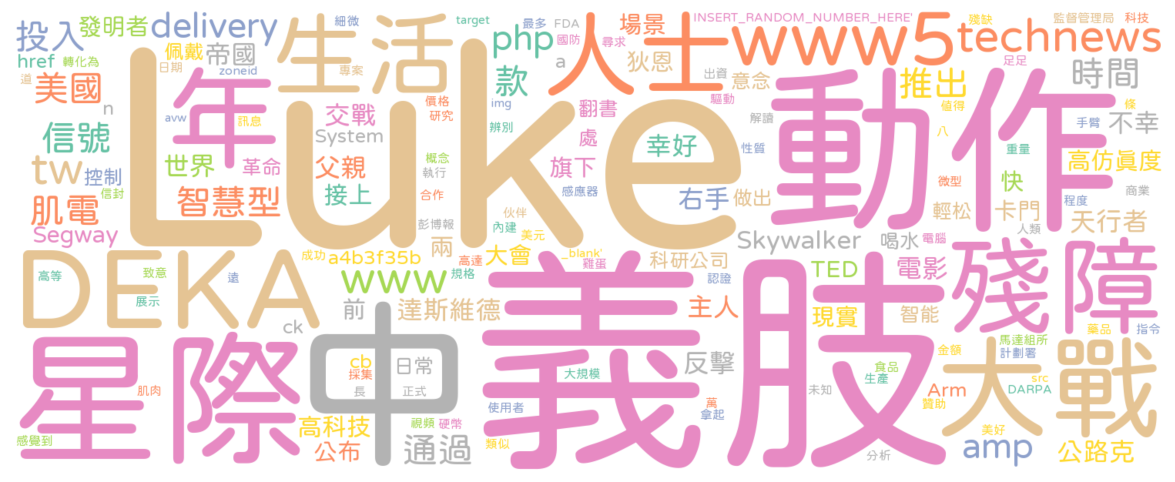 Luke
義肢
動作
人士
星際
中
大戰
殘障
DEKA
生活
年
www5
technews
www
php
款
推出
時間
投入
發明者
delivery
href
轉化為
佩戴
帝國
日期
道
zoneid
細微
專案
target
最多
FDA
國防
尋求
a
場景
INSERT_RANDOM_NUMBER_HERE'
狄恩
出資
意念
驅動
殘缺
監督管理局
科技
足足
值得
條
八
手臂
不幸
美國
n
avw
訊息
交戰
價格
研究
img
翻書
處
幸好
解讀
性質
信號
System
辨別
重量
高仿真度
tw
控制
世界
革命
父親
概念
執行
旗下
感應器
右手
做出
快
微型
程度
商業
信封
智慧型
接上
合作
肌電
Segway
彭博報
伙伴
內建
輕松
卡門
人類
天行者
兩
美元
Skywalker
喝水
電腦
成功
a4b3f35b
高達
規格
大會
_blank'
雞蛋
科研公司
認證
TED
電影
高等
致意
遠
展示
前
達斯維德
主人
現實
智能
藥品
指令
ck
cb
採集
日常
長
正式
大規模
反擊
未知
食品
生產
金額
馬達組所
計劃署
src
DARPA
肌肉
高科技
視頻
硬幣
使用者
萬
拿起
Arm
贊助
美好
感覺到
公布
通過
類似
分析
amp
公路克